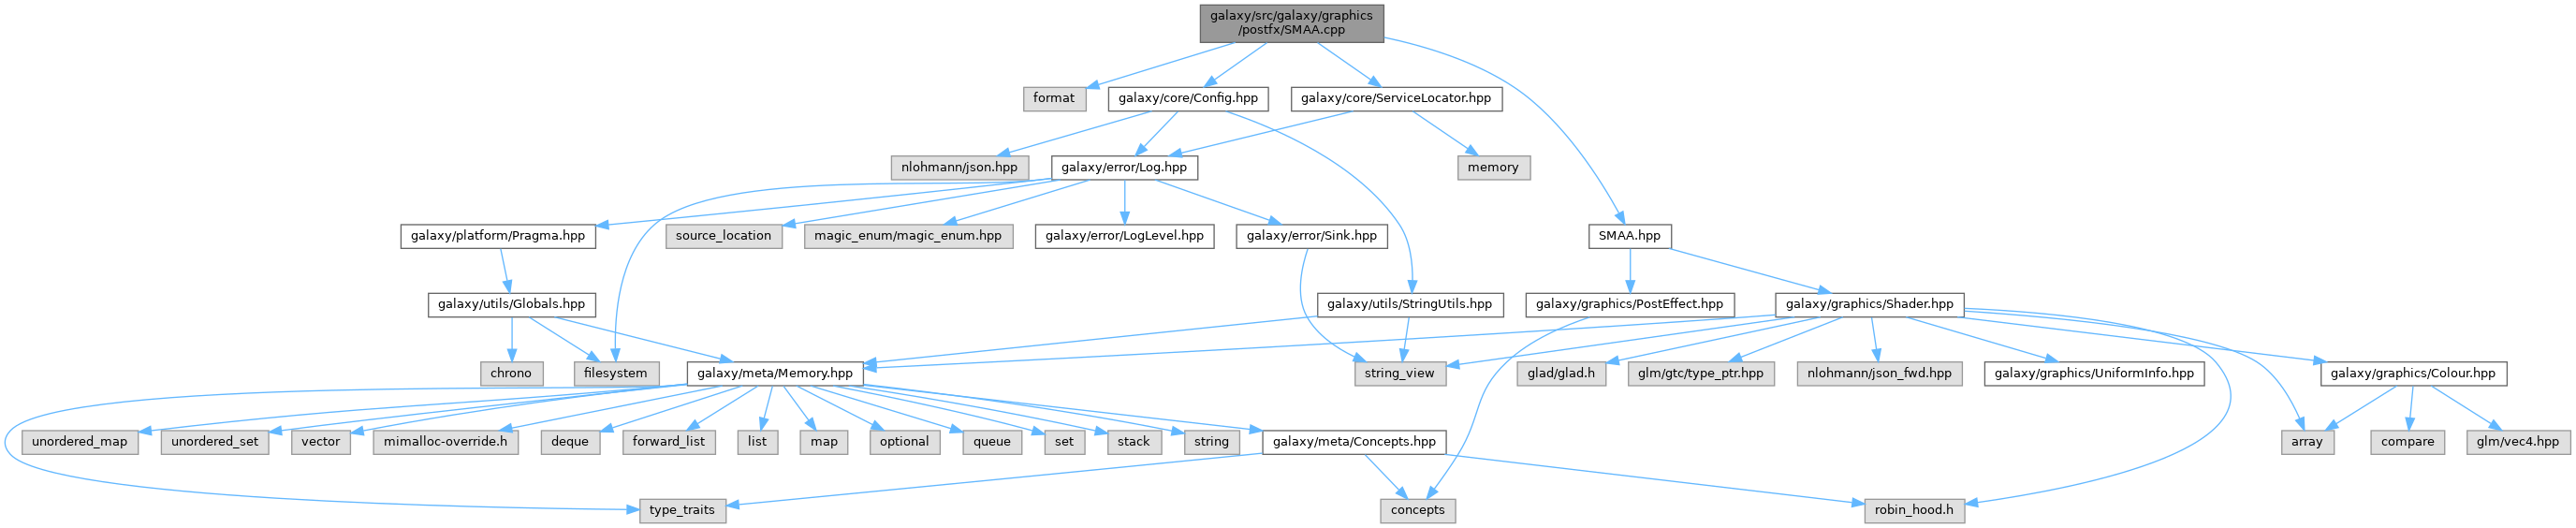 galaxy/src/galaxy/graphics
/postfx/SMAA.cpp
format
galaxy/core/Config.hpp
galaxy/core/ServiceLocator.hpp
nlohmann/json.hpp
galaxy/error/Log.hpp
memory
galaxy/platform/Pragma.hpp
source_location
magic_enum/magic_enum.hpp
galaxy/error/LogLevel.hpp
galaxy/error/Sink.hpp
SMAA.hpp
galaxy/utils/Globals.hpp
galaxy/utils/StringUtils.hpp
galaxy/graphics/PostEffect.hpp
galaxy/graphics/Shader.hpp
chrono
filesystem
galaxy/meta/Memory.hpp
string_view
glad/glad.h
glm/gtc/type_ptr.hpp
nlohmann/json_fwd.hpp
galaxy/graphics/UniformInfo.hpp
galaxy/graphics/Colour.hpp
unordered_map
unordered_set
vector
mimalloc-override.h
deque
forward_list
list
map
optional
queue
set
stack
string
galaxy/meta/Concepts.hpp
array
compare
glm/vec4.hpp
type_traits
concepts
robin_hood.h